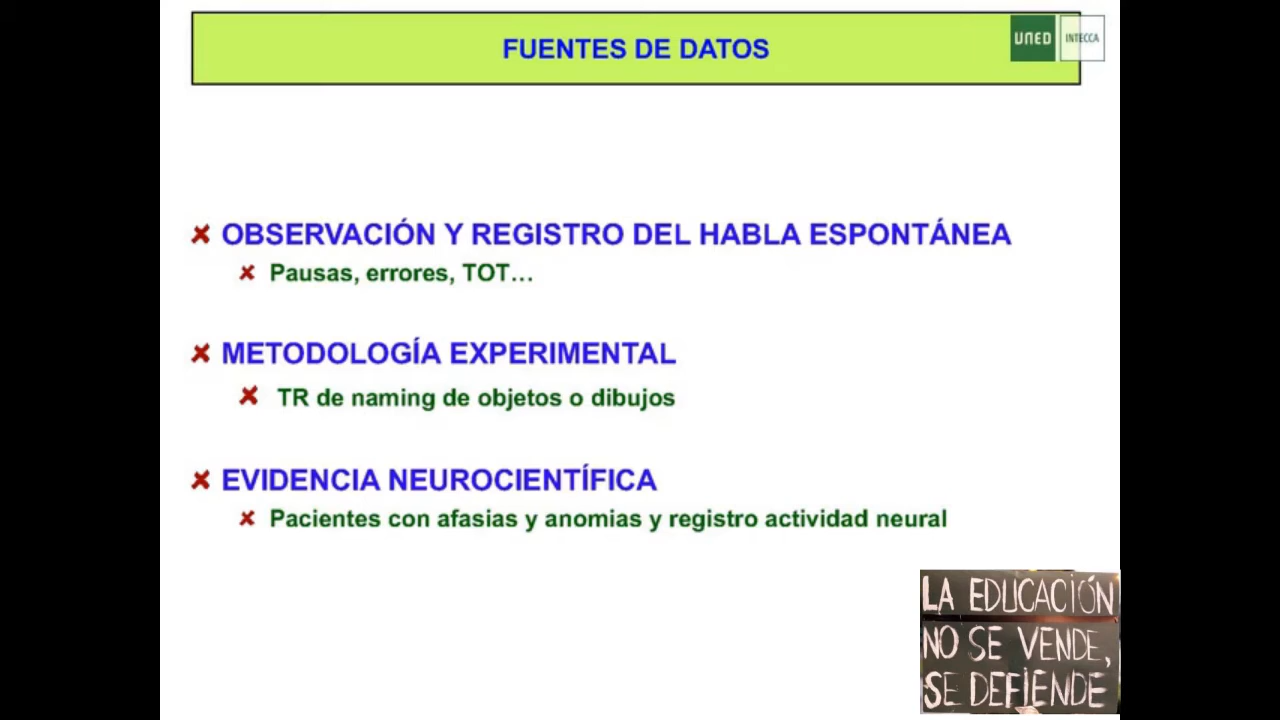 FUENTES DE DATOS
UNED INTECCA
OBSERVACIÓN Y REGISTRO DEL HABLA ESPONTÁNEA
Pausas, errores, TOT...
METODOLOGÍA EXPERIMENTAL
TR de naming de objetos o dibujos
EVIDENCIA NEUROCIENTÍFICA
Pacientes con afasias y anomias y registro actividad neural
LA EDUCACIÓN
NO SE VENDE,
SE DEFIENDE